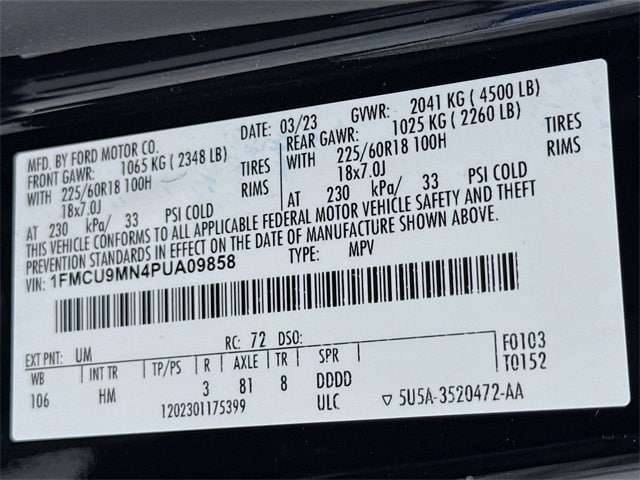 MFD. BY FORD MOTOR CO. DATE: 03/23 GVWR: 2041 KG ( 4500 LB)
FRONT GAWR: 1065 KG ( 2348 LB) REAR GAWR: 1025 KG ( 2260 LB)
WITH 225/60R18 100H TIRES WITH 225/60R18 100H TIRES
18x7.0J RIMS 18x7.0J RIMS
AT 230 kPa/ 33 PSI COLD AT 230 kPa/ 33 PSI COLD
THIS VEHICLE CONFORMS TO ALL APPLICABLE FEDERAL MOTOR VEHICLE SAFETY AND THEFT
PREVENTION STANDARDS IN EFFECT ON THE DATE OF MANUFACTURE SHOWN ABOVE.
VIN: 1FMCU9MN4PUA09858 TYPE: MPV
EXT PNT: UM RC: 72 DSO:
WB INT TR TP/PS R AXLE TR SPR F0103
106 HM 3 81 8 DDDD T0152
1202301175399 ULC ▽ 5U5A-3520472-AA